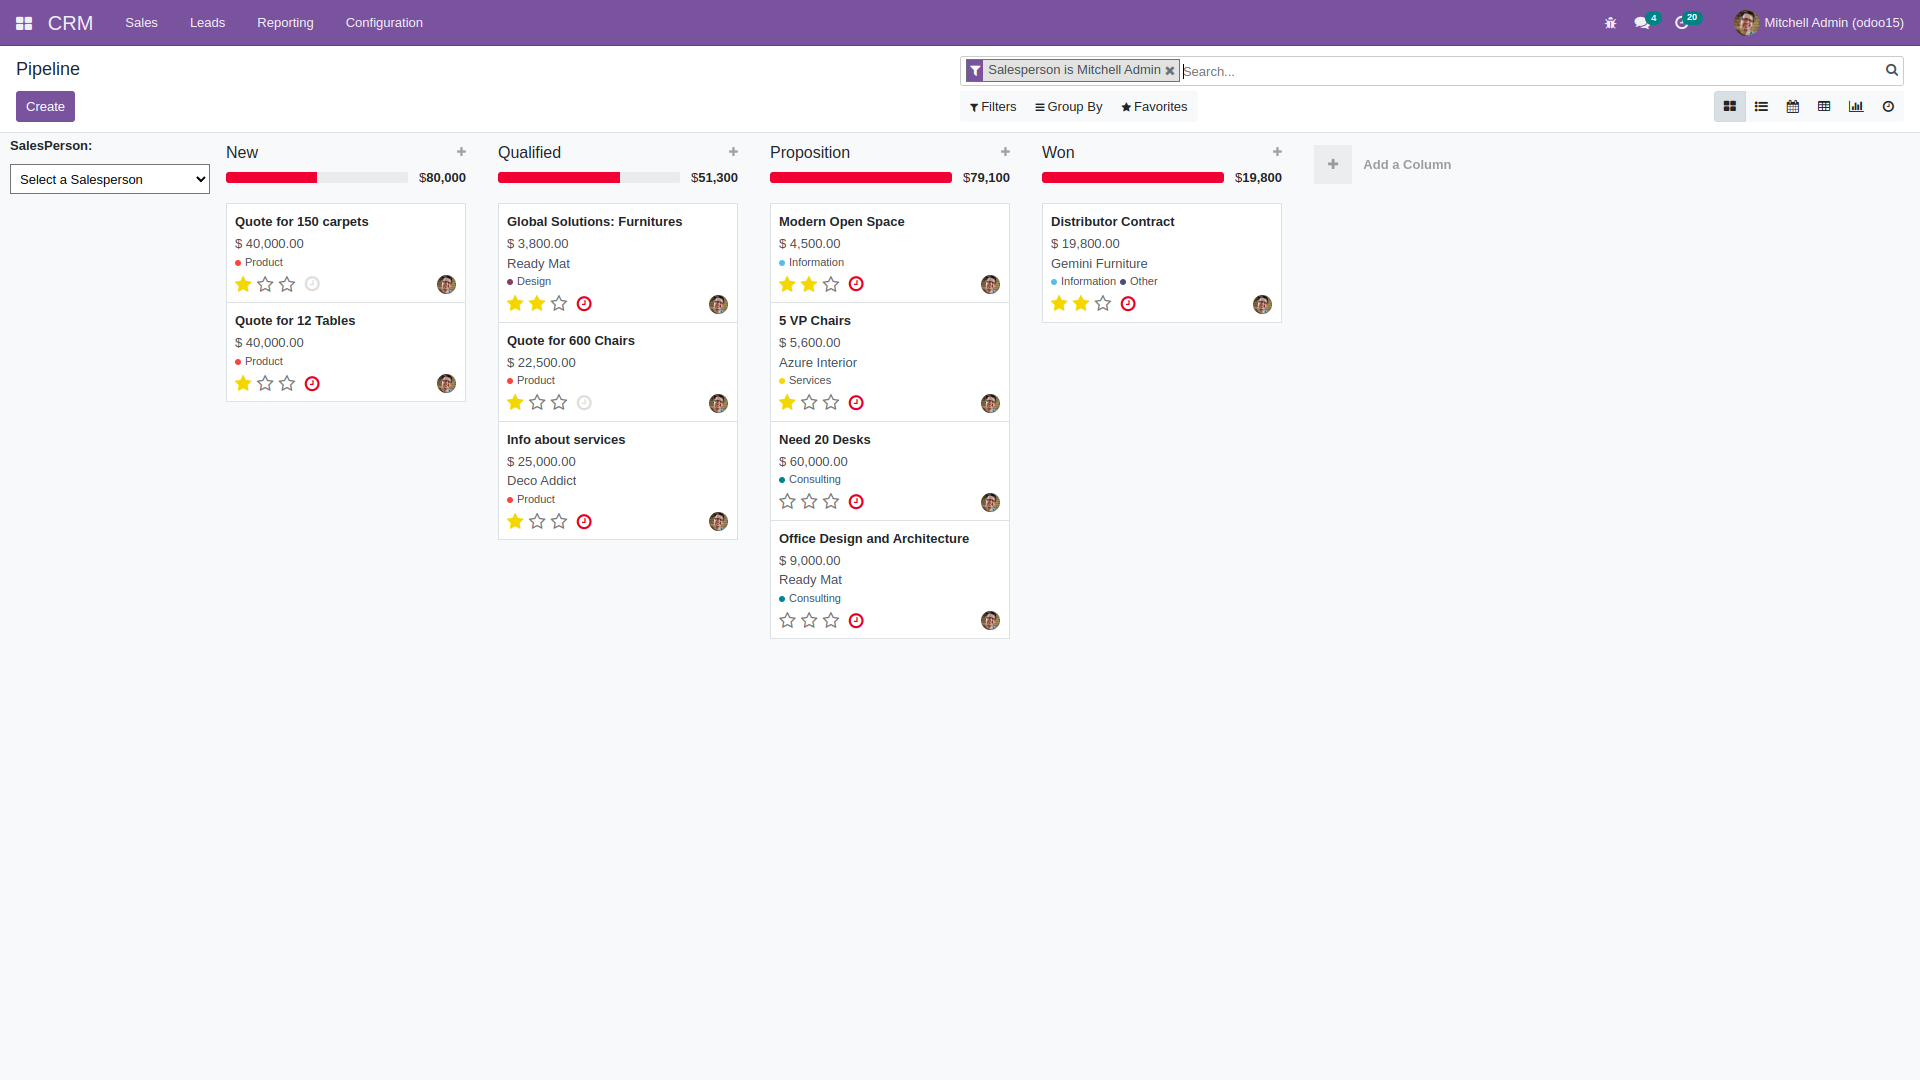 CRM Sales Leads Reporting Configuration 4 20 Mitchell Admin (odoo15)
Pipeline
Salesperson is Mitchell Admin Search...
Create
Filters Group By Favorites
SalesPerson:
Select a Salesperson
New
$80,000
Quote for 150 carpets
$ 40,000.00
Product
Quote for 12 Tables
$ 40,000.00
Product
Qualified
$51,300
Global Solutions: Furnitures
$ 3,800.00
Ready Mat
Design
Quote for 600 Chairs
$ 22,500.00
Product
Info about services
$ 25,000.00
Deco Addict
Product
Proposition
$79,100
Modern Open Space
$ 4,500.00
Information
5 VP Chairs
$ 5,600.00
Azure Interior
Services
Need 20 Desks
$ 60,000.00
Consulting
Office Design and Architecture
$ 9,000.00
Ready Mat
Consulting
Won
$19,800
Distributor Contract
$ 19,800.00
Gemini Furniture
Information Other
Add a Column